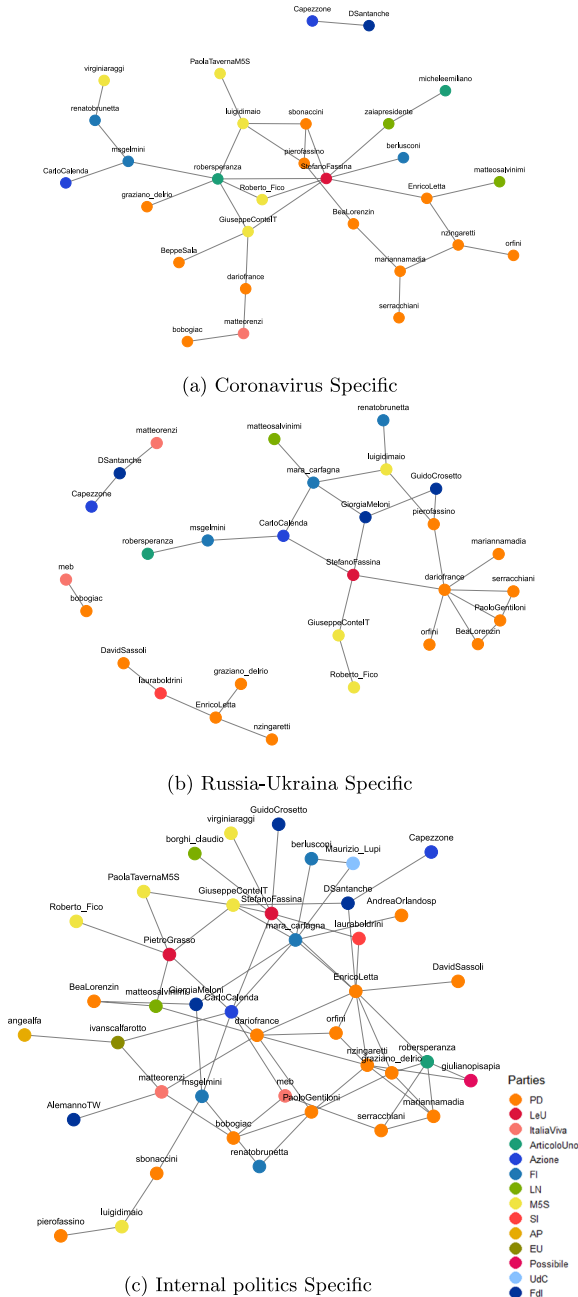 Capezzone
DSantanche
PaolaTavernaM5S
virginiaraggi
micheleemiliano
luigidimaio
sbonaccini
zaiapresidente
renatobrunetta
msgelmini
pierofassino
berlusconi
CarloCalenda
robersperanza
StefanoFassina
matteosalvinimi
graziano_delrio
Roberto_Fico
EnricoLetta
BeaLorenzin
GiuseppeConteIT
nzingaretti
BeppeSala
orfini
mariannamadia
dariofrance
serracchiani
matteorenzi
bobogiac
(a) Coronavirus Specific
renatobrunetta
matteosalvinimi
matteorenzi
luigidimaio
DSantanche
mara_carfagna
GuidoCrosetto
Capezzone
GiorgiaMeloni
pierofassino
CarloCalenda
msgelmini
robersperanza
mariannamadia
StefanoFassina
dariofrance
meb
serracchiani
bobogiac
PaoloGentiloni
GiuseppeConteIT
orfini
BeaLorenzin
DavidSassoli
graziano_delrio
Roberto_Fico
lauraboldrini
EnricoLetta
nzingaretti
(b) Russia-Ukraina Specific
GuidoCrosetto
virginiaraggi
borghi_claudio
berlusconi
Maurizio_Lupi
Capezzone
PaolaTavernaM5S
GiuseppeConteIT
DSantanche
StefanoFassina
AndreaOrlandosp
Roberto_Fico
mara_carfagna
lauraboldrini
PietroGrasso
EnricoLetta
DavidSassoli
BeaLorenzin
matteosalvinimi
GiorgiaMeloni
CarloCalenda
angealfa
ivanscalfarotto
dariofrance
orfini
nzingaretti
robersperanza
graziano_delrio
matteorenzi
msgelmini
meb
giulianopisapia
AlemannoTW
PaoloGentiloni
mariannamadia
bobogiac
serracchiani
sbonaccini
renatobrunetta
luigidimaio
pierofassino
Parties
PD
LeU
ItaliaViva
ArticoloUno
Azione
FI
LN
M5S
SI
AP
EU
Possibile
UdC
FdI
(c) Internal politics Specific